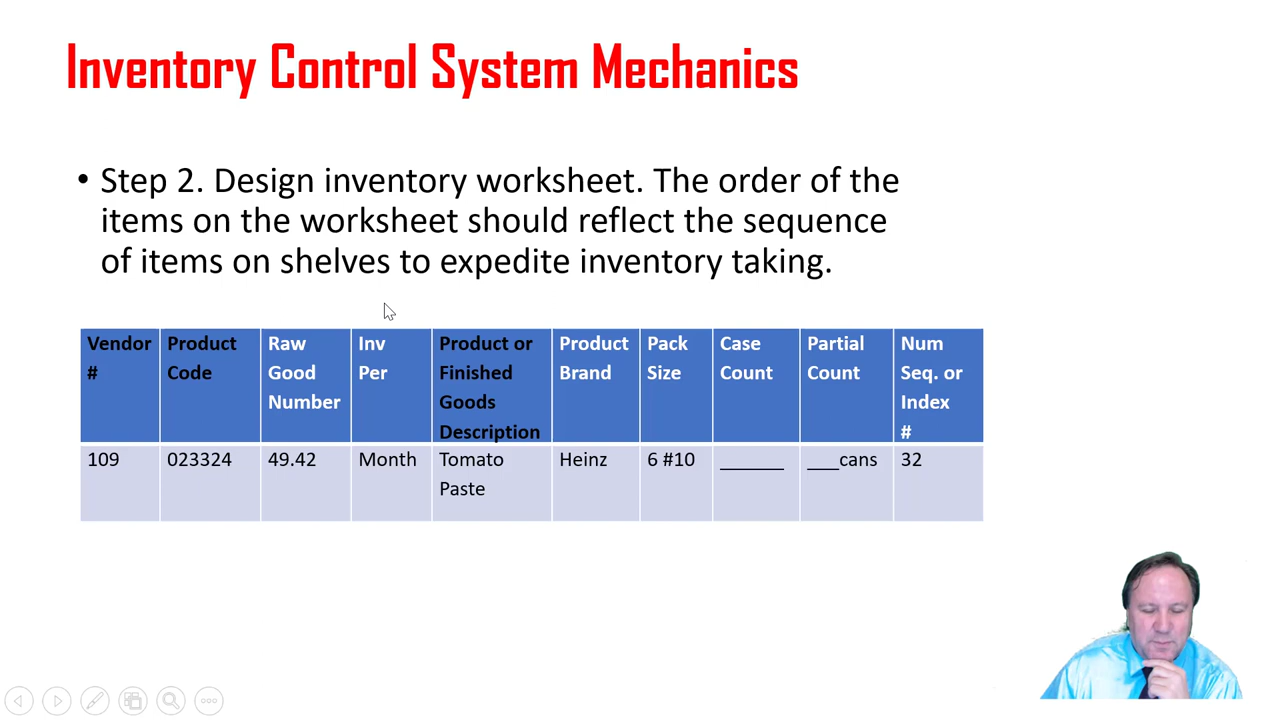 Inventory Control System Mechanics
• Step 2. Design inventory worksheet. The order of the
items on the worksheet should reflect the sequence
of items on shelves to expedite inventory taking.
Vendor # | Product Code | Raw Good Number | Inv Per | Product or Finished Goods Description | Product Brand | Pack Size | Case Count | Partial Count | Num Seq. or Index #
109 | 023324 | 49.42 | Month | Tomato Paste | Heinz | 6 #10 | ______ | ___cans | 32